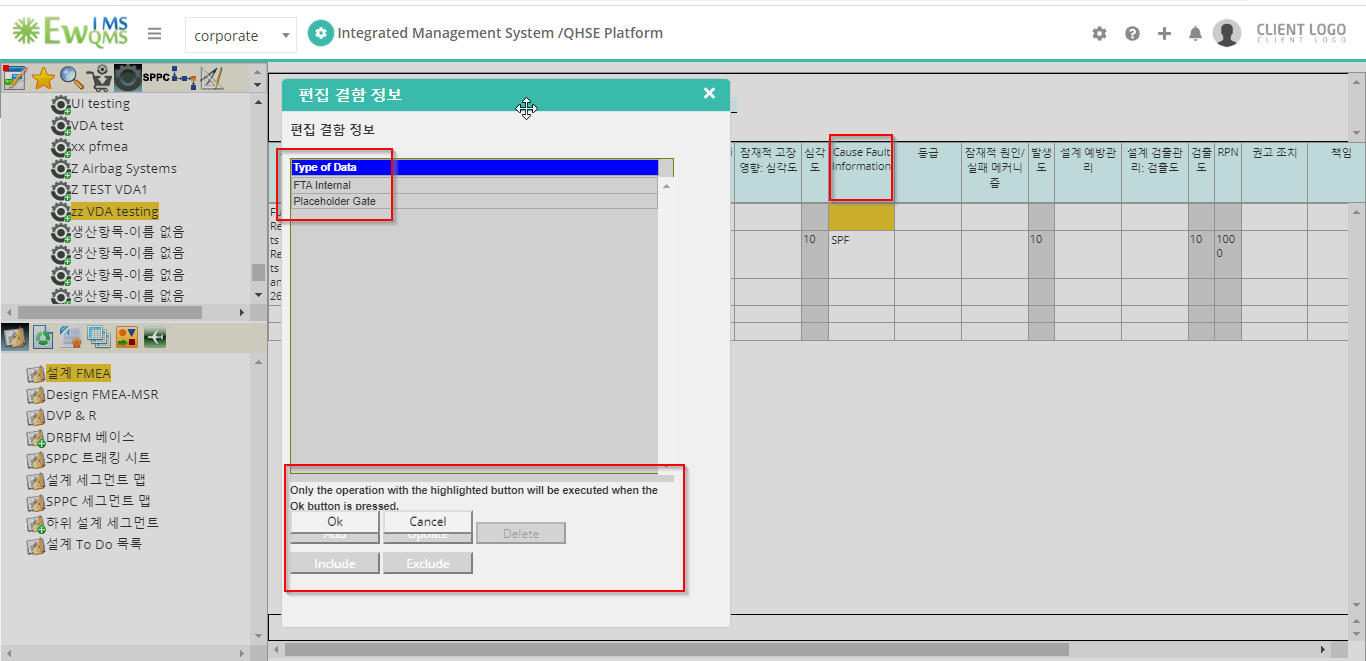 EwQMS IMS
corporate
Integrated Management System /QHSE Platform
CLIENT LOGO
CLIENT LOGO
SPPC
UI testing
VDA test
xx pfmea
Z Airbag Systems
Z TEST VDA1
zz VDA testing
생산항목-이름 없음
생산항목-이름 없음
생산항목-이름 없음
생산항목-이름 없음
설계 FMEA
Design FMEA-MSR
DVP & R
DRBFM 베이스
SPPC 트래킹 시트
설계 세그먼트 맵
SPPC 세그먼트 맵
하위 설계 세그먼트
설계 To Do 목록
편집 결함 정보
편집 결함 정보
Type of Data
FTA Internal
Placeholder Gate
Only the operation with the highlighted button will be executed when the
Ok button is pressed.
Ok Cancel
Add Update Delete
Include Exclude
잠재적 고장
영향: 심각도
심각
도
Cause Fault
Information
등급
잠재적 원인/
실패 메커니
즘
발생
도
설계 예방관
리
설계 검출관
리: 검출도
검출
도
RPN
권고 조치
책임
Re
ts
Re
ts
an
26
10 SPF 10 10 100
0